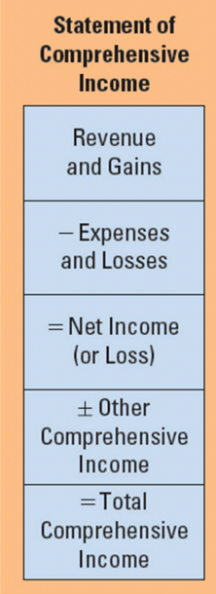 Statement of
Comprehensive
Income
Revenue
and Gains
– Expenses
and Losses
= Net Income
(or Loss)
± Other
Comprehensive
Income
= Total
Comprehensive
Income